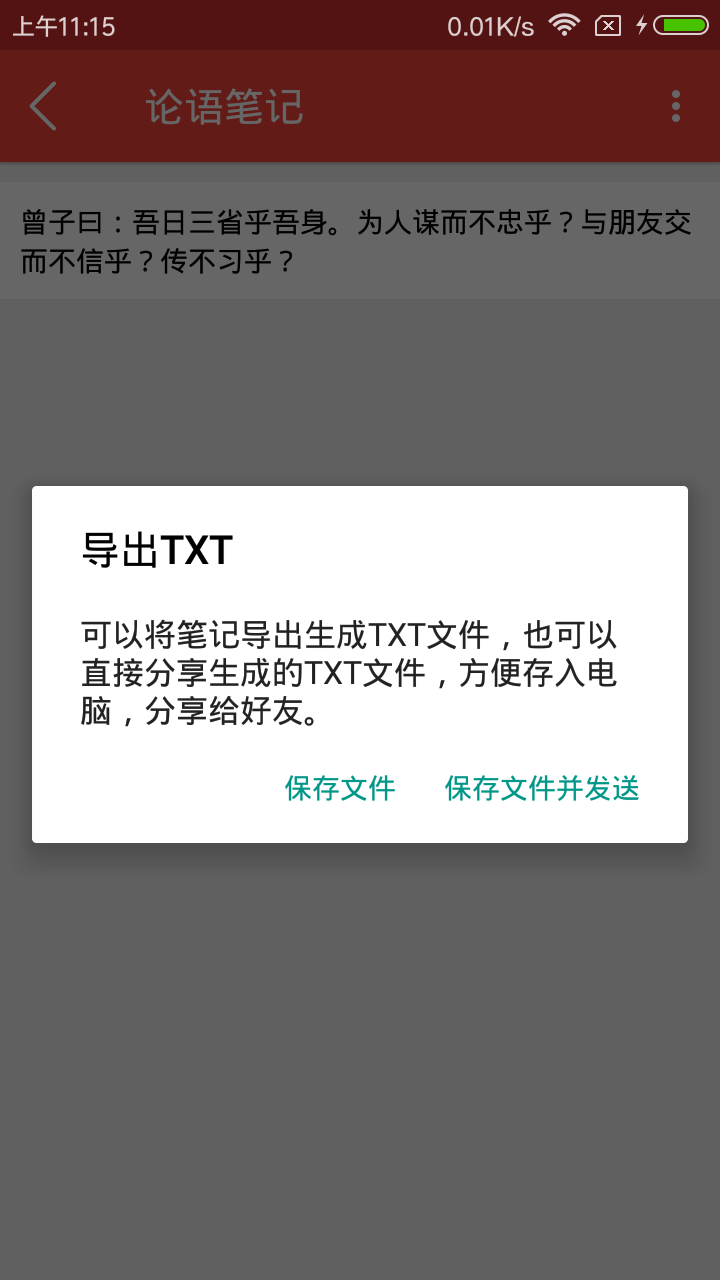 上午11:15 0.01K/s
论语笔记
曾子曰：吾日三省乎吾身。为人谋而不忠乎？与朋友交
而不信乎？传不习乎？
导出TXT
可以将笔记导出生成TXT文件，也可以
直接分享生成的TXT文件，方便存入电
脑，分享给好友。
保存文件 保存文件并发送